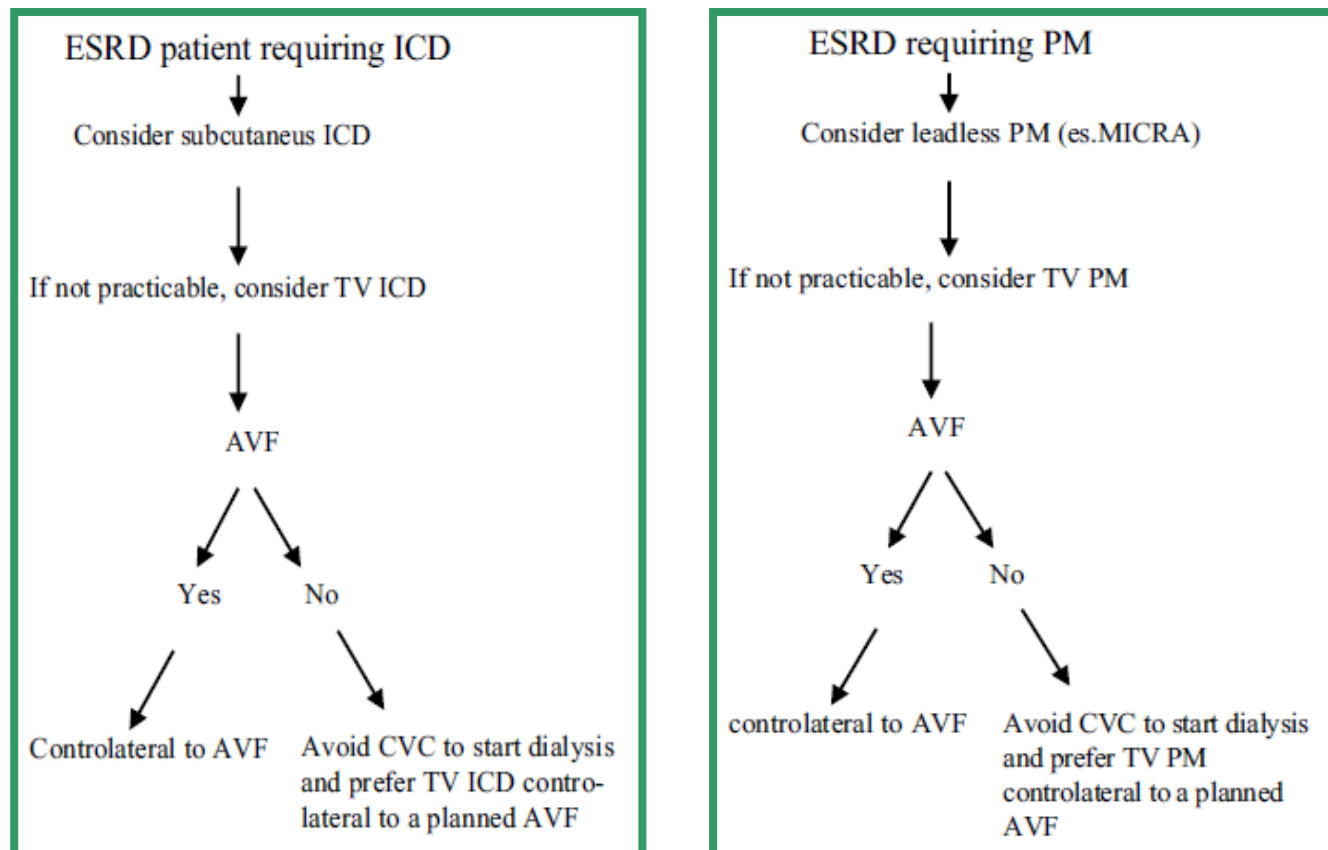 ESRD patient requiring ICD
Consider subcutaneus ICD
If not practicable, consider TV ICD
AVF
Yes
No
Controlateral to AVF
Avoid CVC to start dialysis
and prefer TV ICD contro-
lateral to a planned AVF
ESRD requiring PM
Consider leadless PM (es.MICRA)
If not practicable, consider TV PM
AVF
Yes
No
controlateral to AVF
Avoid CVC to start dialysis
and prefer TV PM
controlateral to a planned
AVF